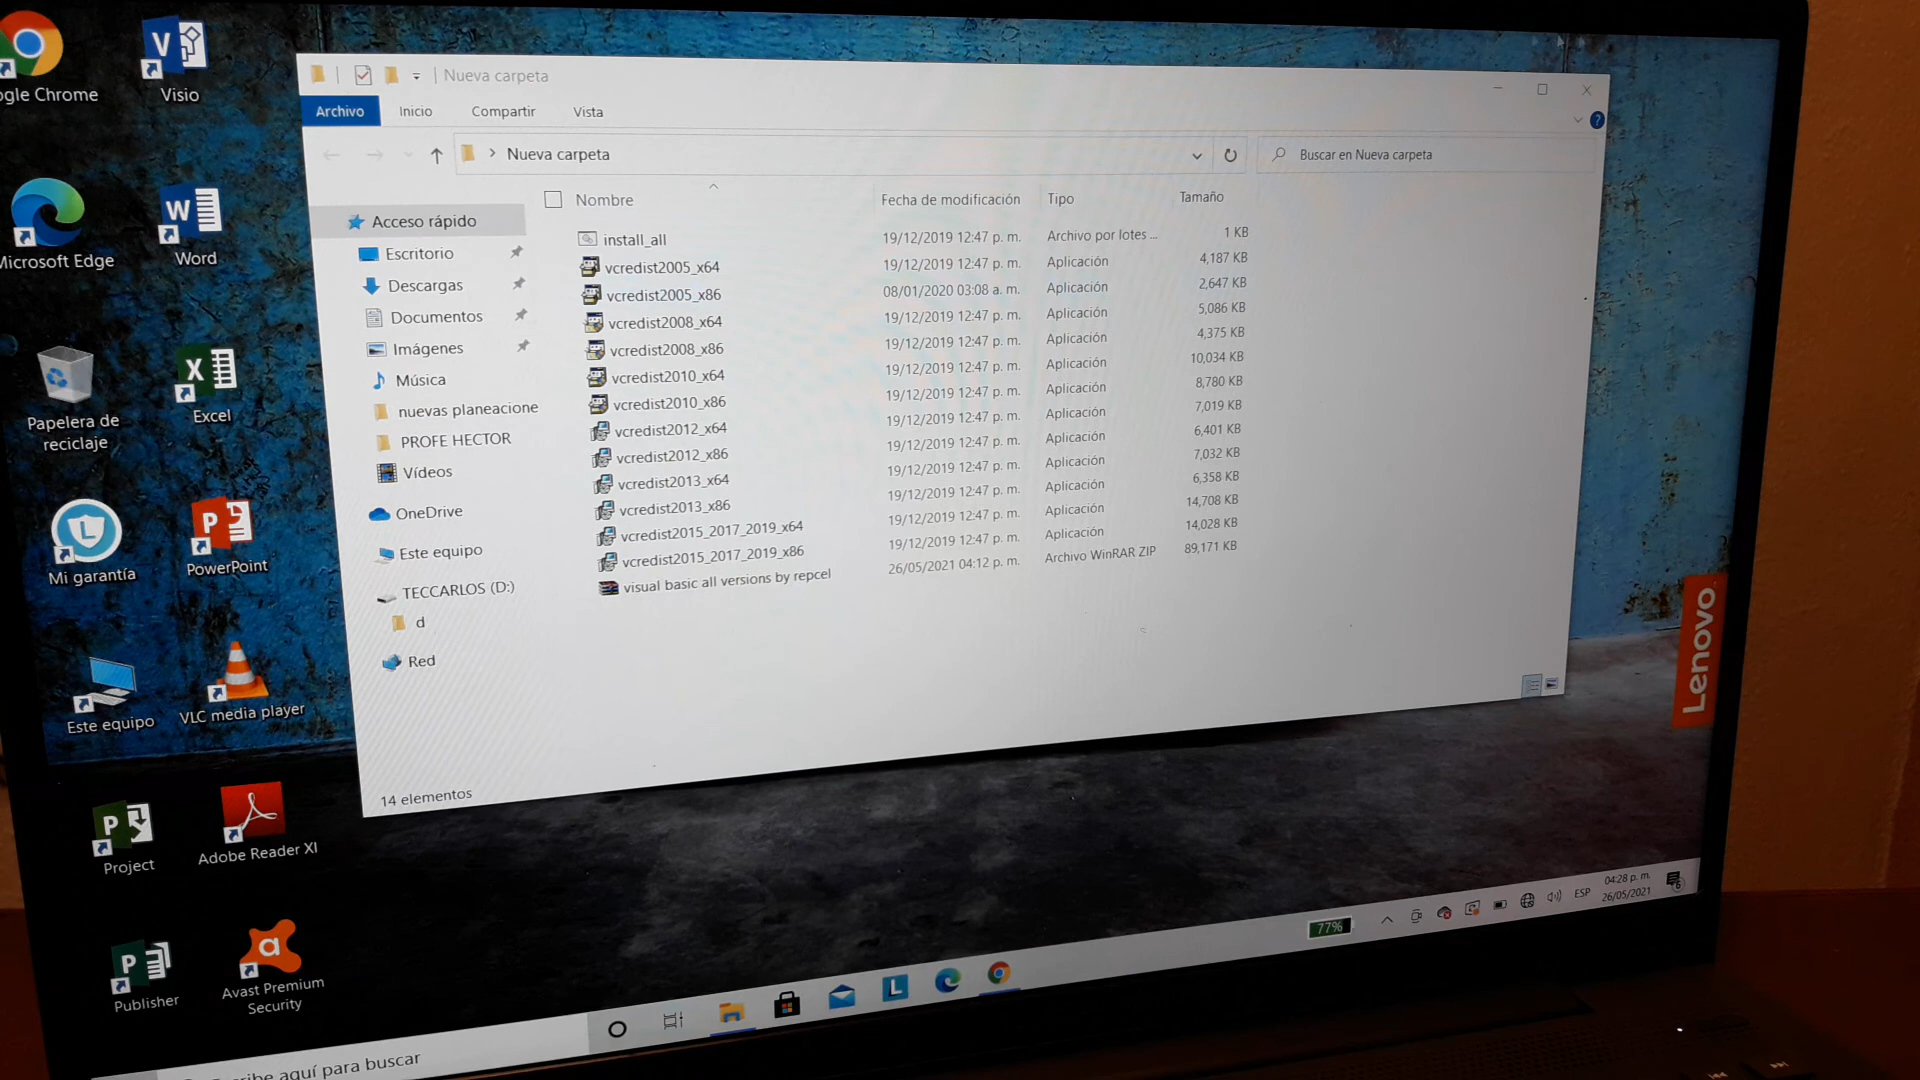 Nueva carpeta
Archivo Inicio Compartir Vista
Nueva carpeta
Buscar en Nueva carpeta
Nombre Fecha de modificación Tipo Tamaño
install_all 19/12/2019 12:47 p. m. Archivo por lotes ... 1 KB
vcredist2005_x64 19/12/2019 12:47 p. m. Aplicación 4,187 KB
vcredist2005_x86 08/01/2020 03:08 a. m. Aplicación 2,647 KB
vcredist2008_x64 19/12/2019 12:47 p. m. Aplicación 5,086 KB
vcredist2008_x86 19/12/2019 12:47 p. m. Aplicación 4,375 KB
vcredist2010_x64 19/12/2019 12:47 p. m. Aplicación 10,034 KB
vcredist2010_x86 19/12/2019 12:47 p. m. Aplicación 8,780 KB
vcredist2012_x64 19/12/2019 12:47 p. m. Aplicación 7,019 KB
vcredist2012_x86 19/12/2019 12:47 p. m. Aplicación 6,401 KB
vcredist2013_x64 19/12/2019 12:47 p. m. Aplicación 7,032 KB
vcredist2013_x86 19/12/2019 12:47 p. m. Aplicación 6,358 KB
vcredist2015_2017_2019_x64 19/12/2019 12:47 p. m. Aplicación 14,708 KB
vcredist2015_2017_2019_x86 19/12/2019 12:47 p. m. Aplicación 14,028 KB
visual basic all versions by repcel 26/05/2021 04:12 p. m. Archivo WinRAR ZIP 89,171 KB
Acceso rápido
Escritorio
Descargas
Documentos
Imágenes
Música
nuevas planeacione
PROFE HECTOR
Vídeos
OneDrive
Este equipo
TECCARLOS (D:)
d
Red
14 elementos
gle Chrome
Visio
Microsoft Edge
Word
Papelera de
reciclaje
Excel
Mi garantía
PowerPoint
Este equipo
VLC media player
Project
Adobe Reader XI
Publisher
Avast Premium
Security
Lenovo
77%
ESP
04:28 p. m.
26/05/2021
6
ribe aquí para buscar